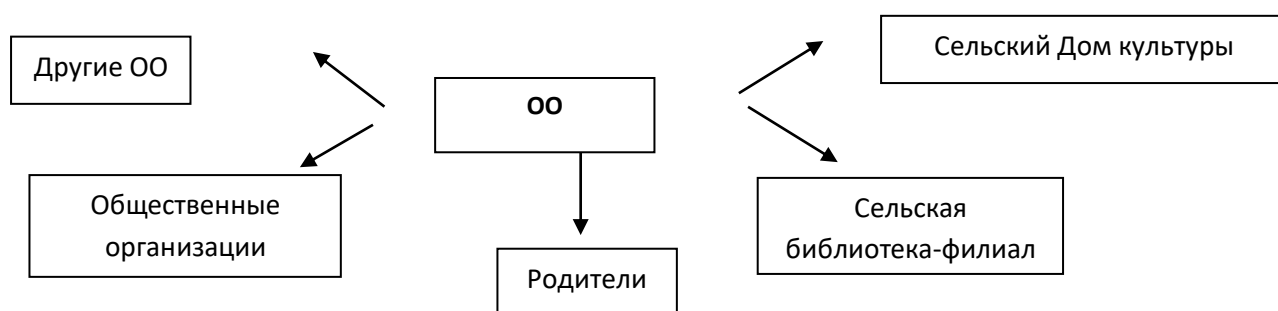 Другие ОО
ОО
Сельский Дом культуры
Общественные
организации
Родители
Сельская
библиотека-филиал